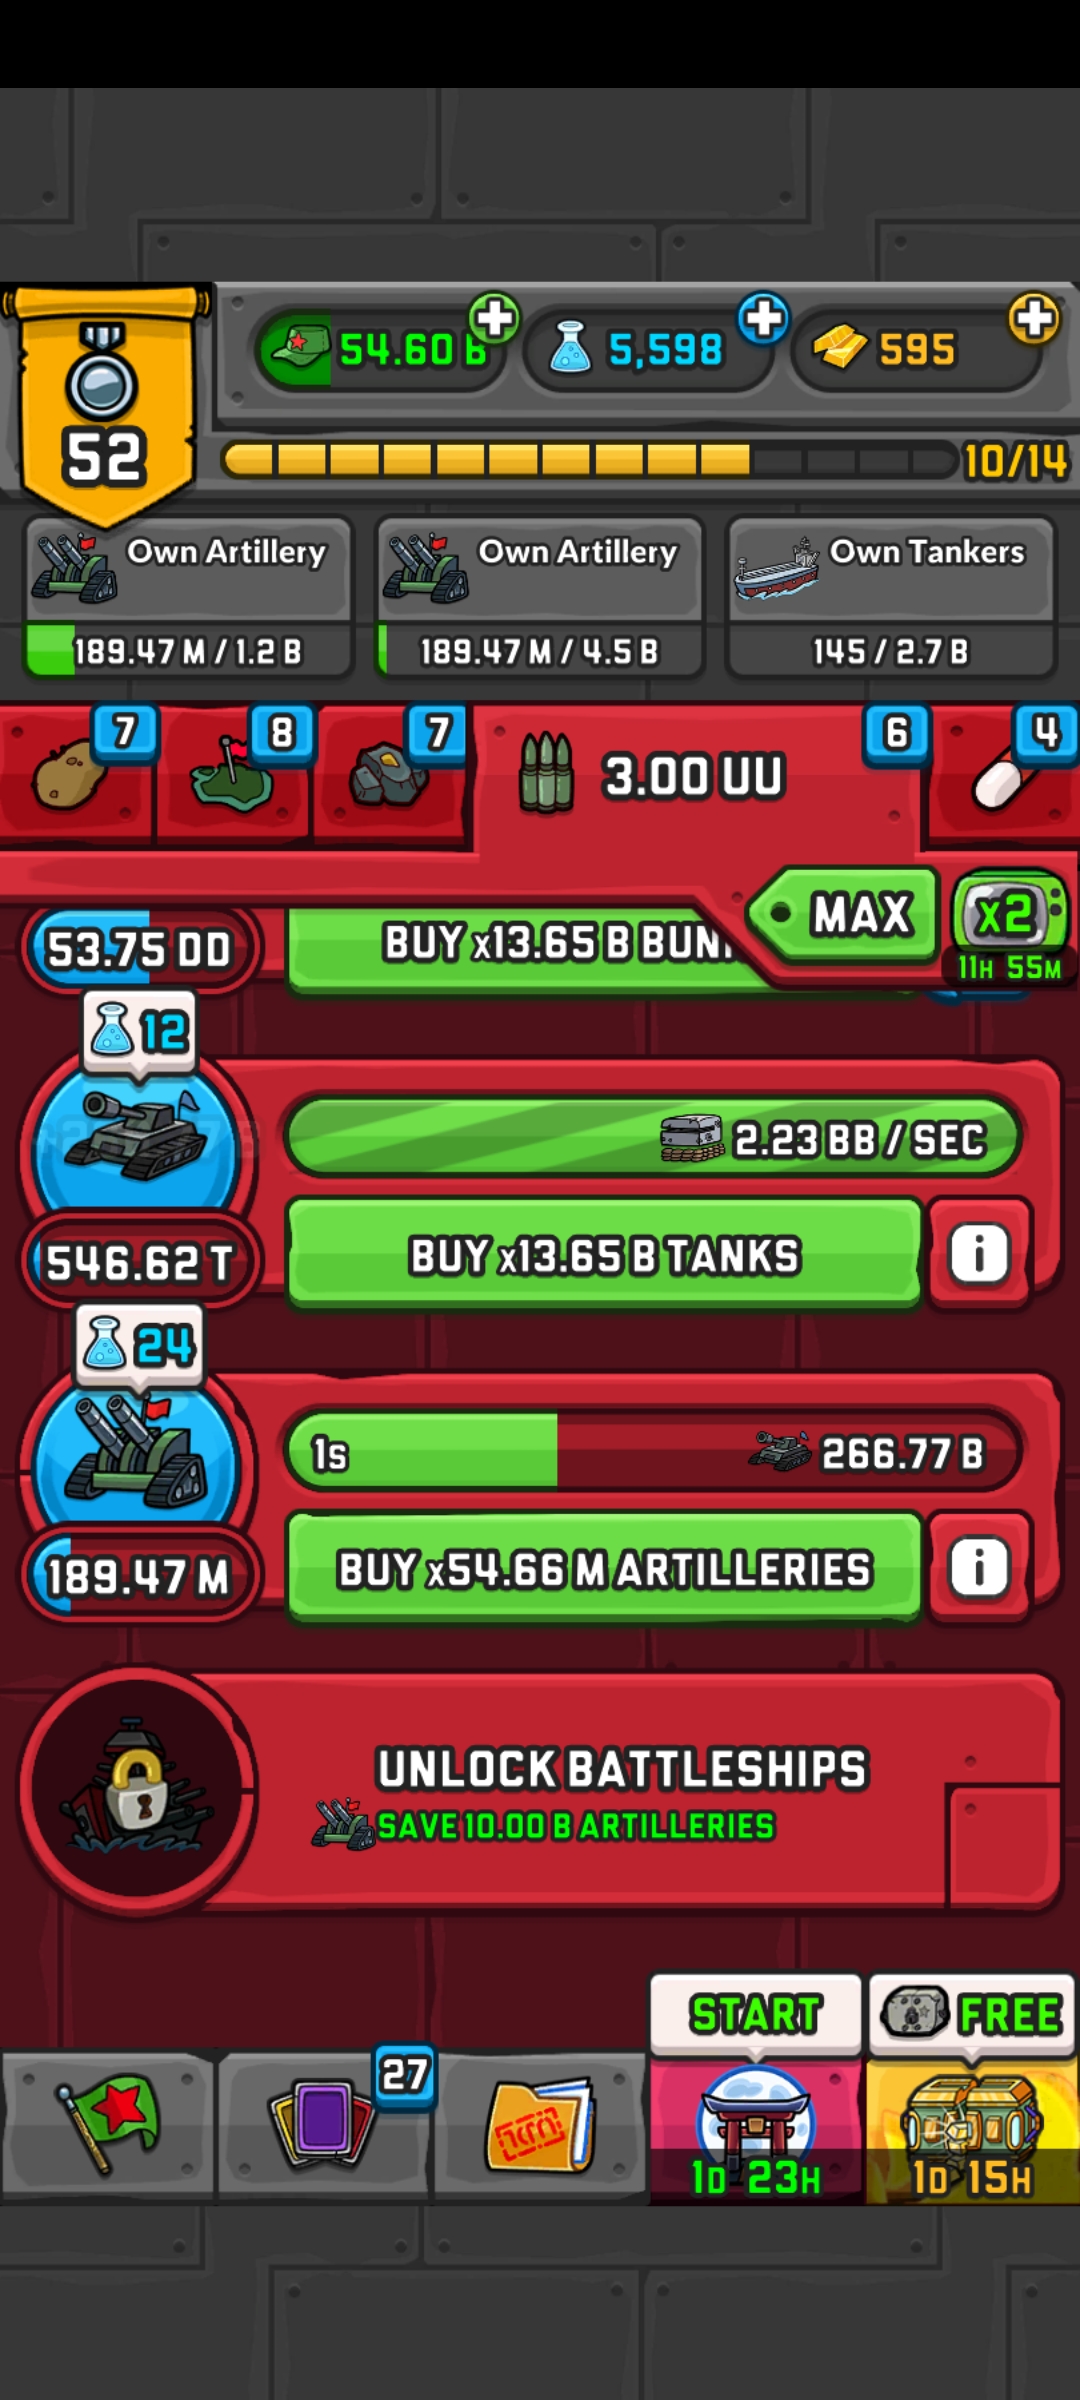 52
54.60 B
5,598
595
10/14
Own Artillery
189.47 M / 1.2 B
Own Artillery
189.47 M / 4.5 B
Own Tankers
145 / 2.7 B
7
8
7
3.00 UU
6
4
MAX
x2
11H 55M
53.75 DD
BUY x13.65 B BUN
12
2.23 BB / SEC
546.62 T
BUY x13.65 B TANKS
i
24
1s
266.77 B
189.47 M
BUY x54.66 M ARTILLERIES
i
UNLOCK BATTLESHIPS
SAVE 10.00 B ARTILLERIES
START
FREE
27
1D 23H
1D 15H